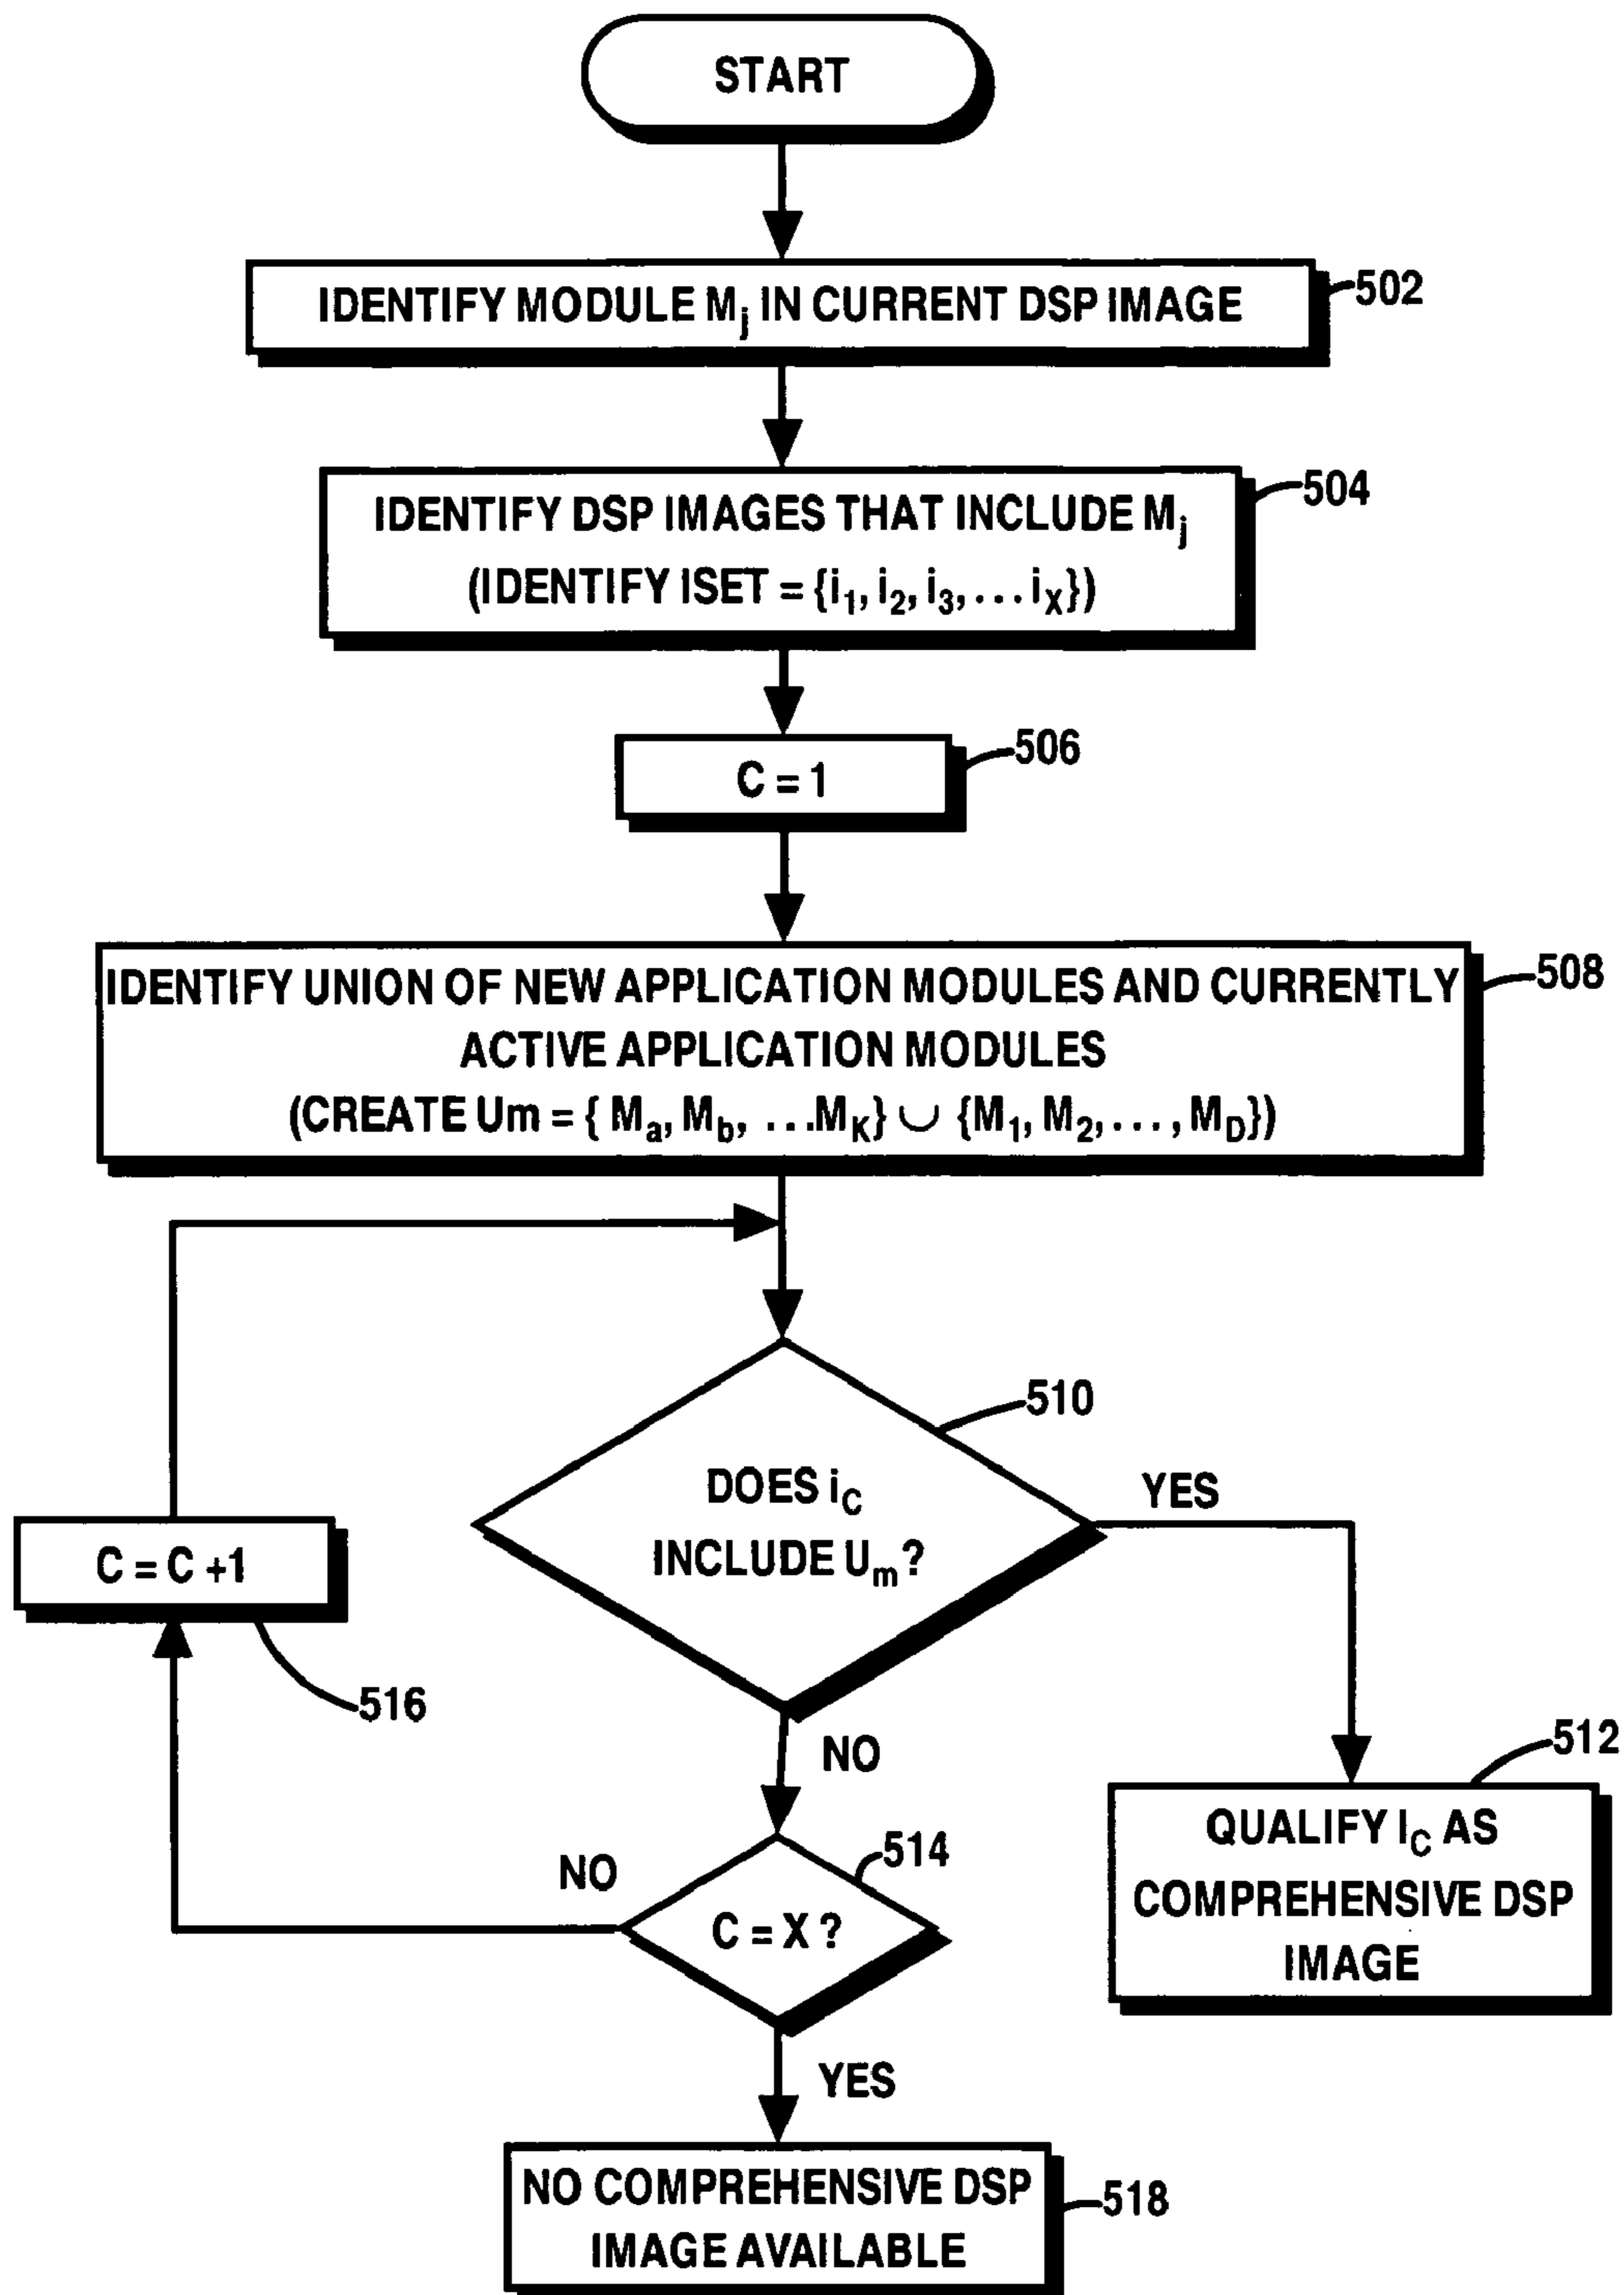 START
IDENTIFY MODULE Mj IN CURRENT DSP IMAGE
502
IDENTIFY DSP IMAGES THAT INCLUDE Mj
(IDENTIFY ISET = {i1, i2, i3, ... iX})
504
C = 1
506
IDENTIFY UNION OF NEW APPLICATION MODULES AND CURRENTLY
ACTIVE APPLICATION MODULES
(CREATE Um = { Ma, Mb, ...MK} ∪ {M1, M2, ..., MD})
508
DOES iC
INCLUDE Um?
510
YES
C = C +1
516
NO
QUALIFY IC AS
COMPREHENSIVE DSP
IMAGE
512
C = X ?
514
NO
YES
NO COMPREHENSIVE DSP
IMAGE AVAILABLE
518